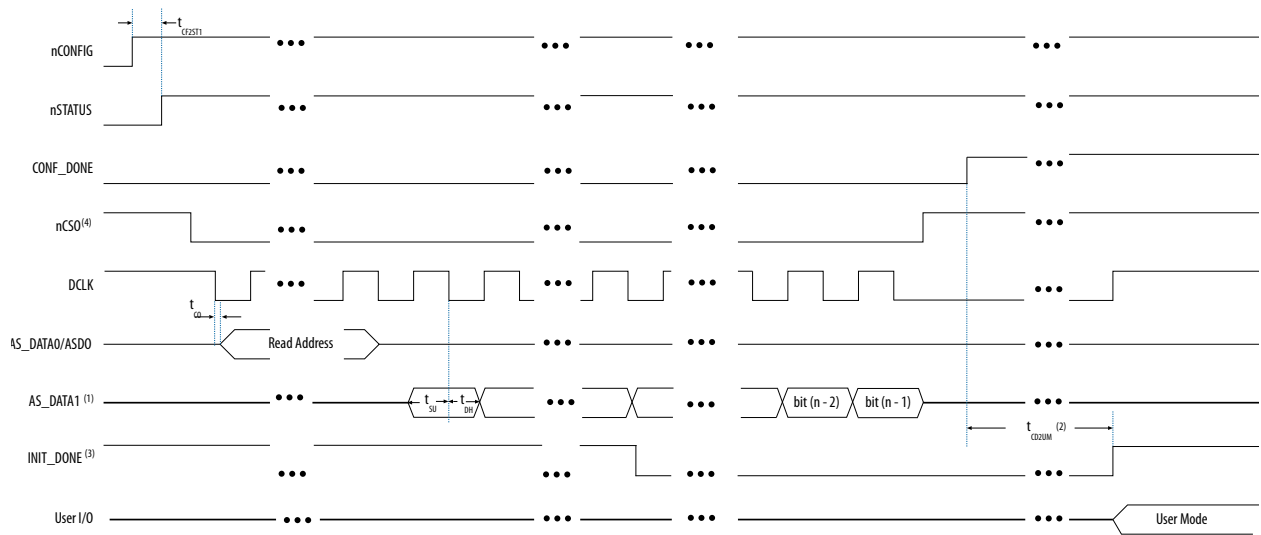 t CF2ST1
nCONFIG
nSTATUS
CONF_DONE
nCSO (4)
DCLK
t CO
AS_DATA0/ASDO
Read Address
AS_DATA1 (1)
t SU
t DH
bit (n - 2)
bit (n - 1)
t CD2UM (2)
INIT_DONE (3)
User I/O
User Mode